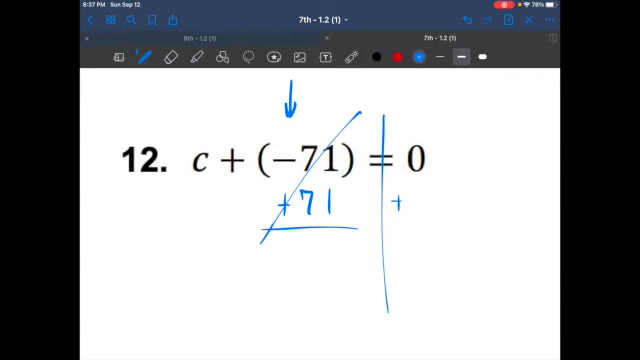 8:37 PM Sun Sep 12 78%
7th - 1.2 (1)
8th - 1.2 (1) 7th - 1.2 (1)
12. c + (−71) = 0
+71 +